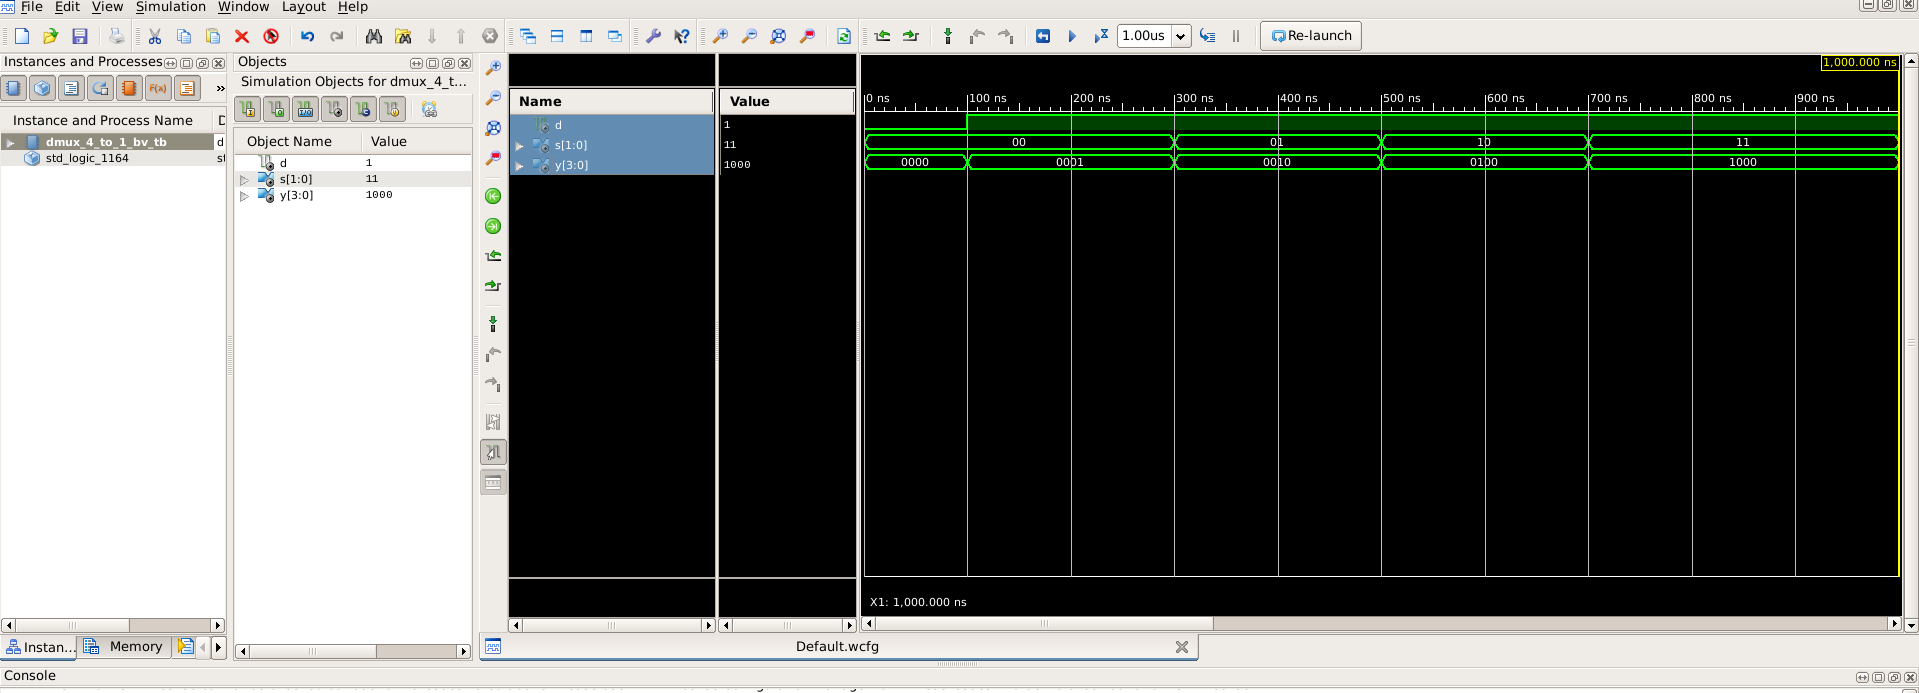 File Edit View Simulation Window Layout Help
1.00us Re-launch
Instances and Processes
F(x)
»
Instance and Process Name D
dmux_4_to_1_bv_tb d
std_logic_1164 st
Instan... Memory
Objects
Simulation Objects for dmux_4_t...
Object Name Value
d 1
s[1:0] 11
y[3:0] 1000
Name Value
d 1
s[1:0] 11
y[3:0] 1000
1,000.000 ns
0 ns 100 ns 200 ns 300 ns 400 ns 500 ns 600 ns 700 ns 800 ns 900 ns
00 01 10 11
0000 0001 0010 0100 1000
X1: 1,000.000 ns
Default.wcfg
Console